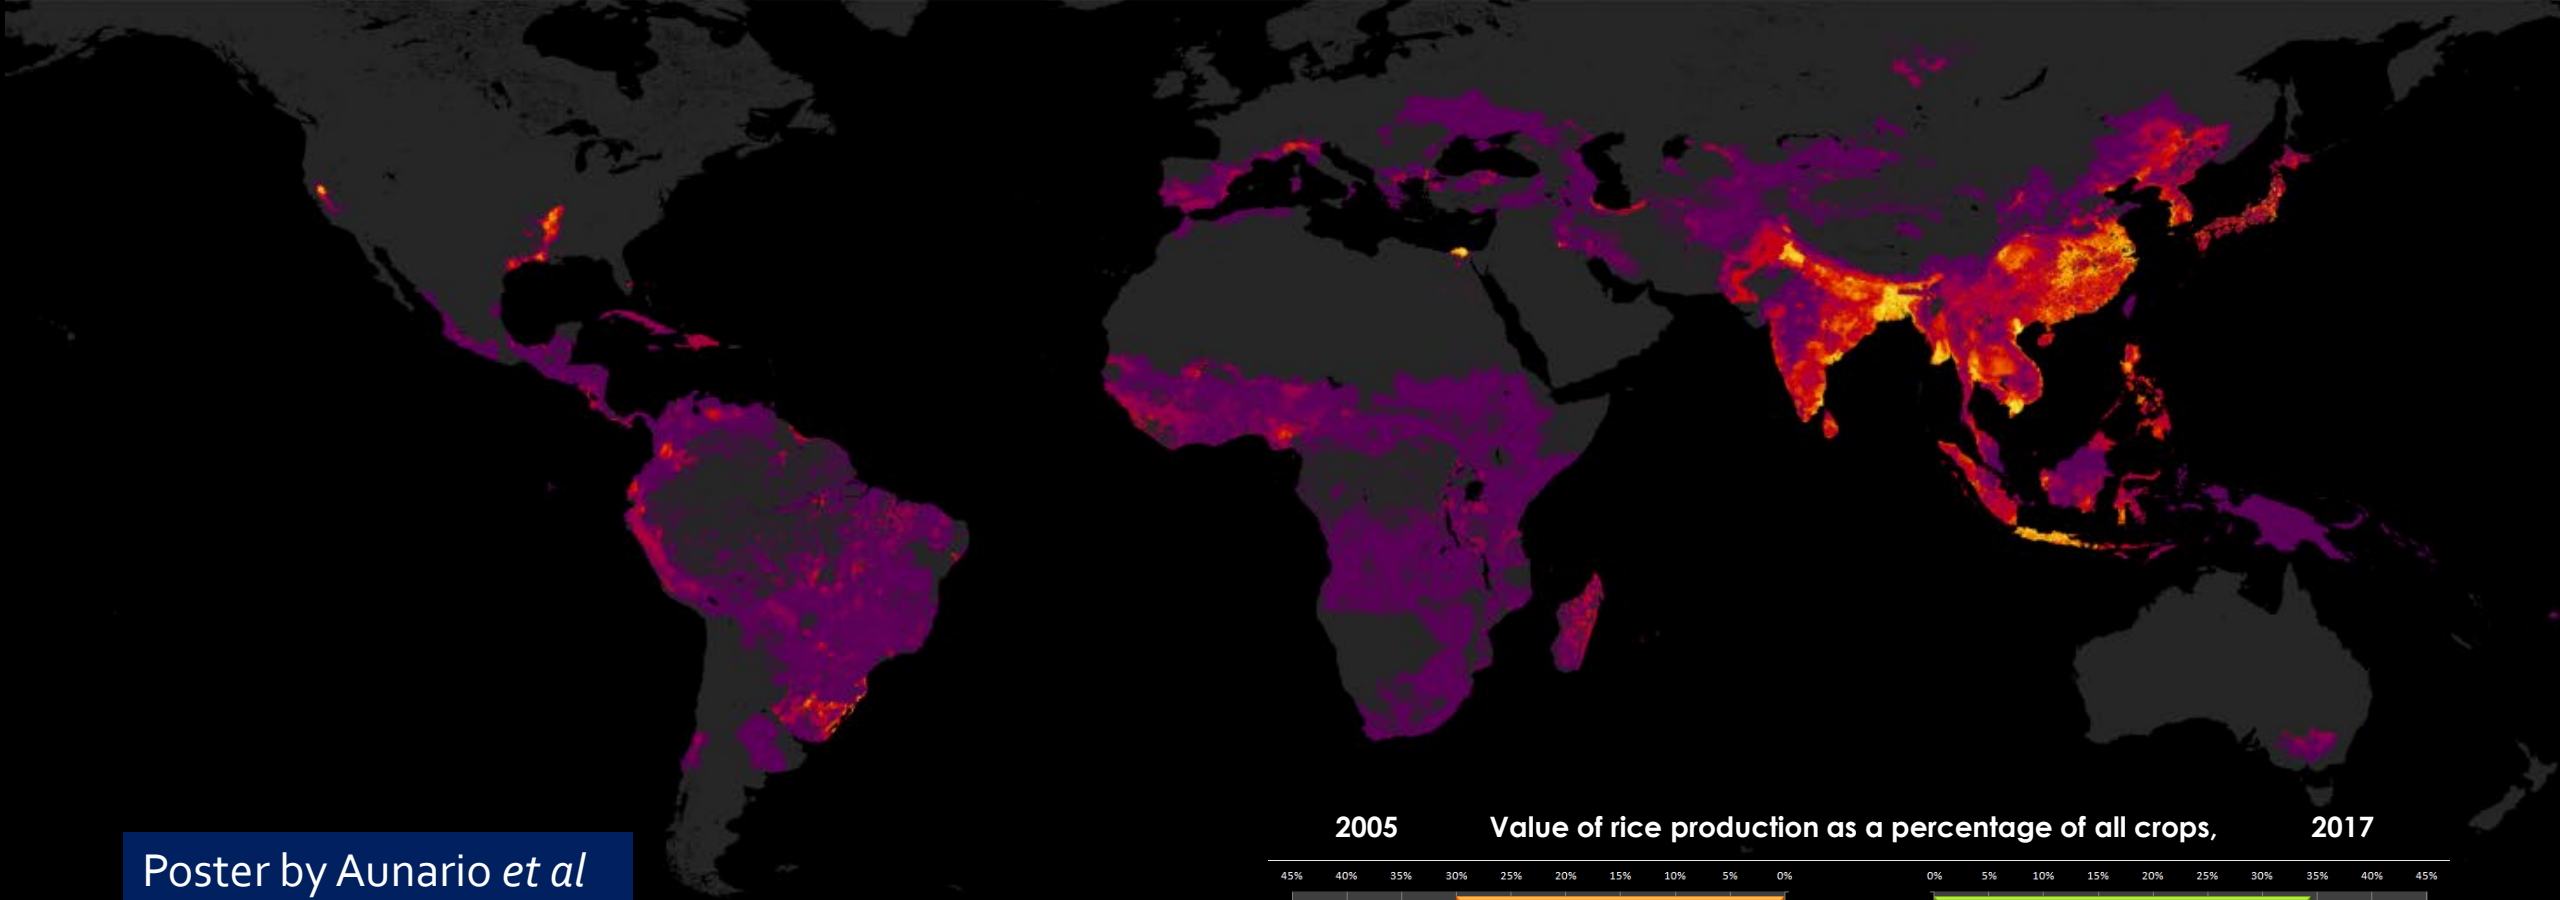 2005 Value of rice production as a percentage of all crops, 2017
Poster by Aunario et al
45% 40% 35% 30% 25% 20% 15% 10% 5% 0% 0% 5% 10% 15% 20% 25% 30% 35% 40% 45%